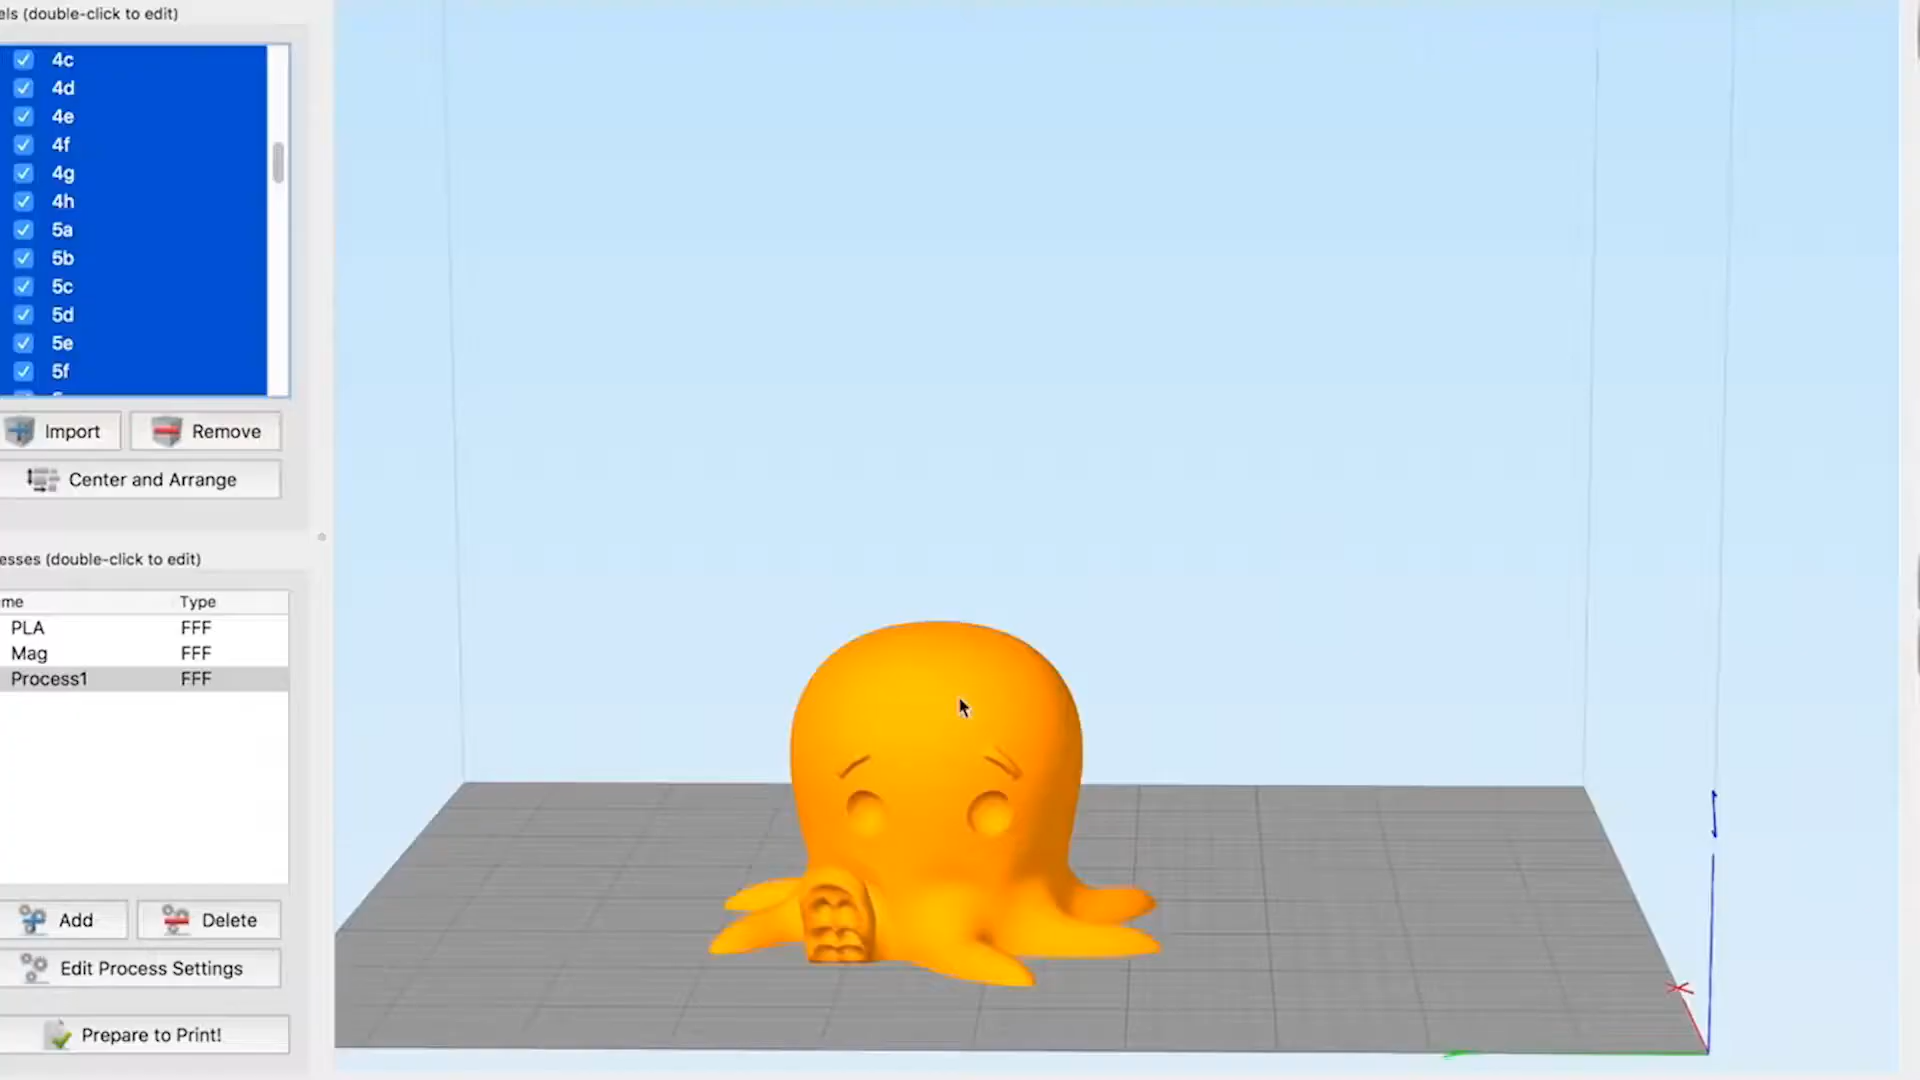 els (double-click to edit)
4c
4d
4e
4f
4g
4h
5a
5b
5c
5d
5e
5f
Import
Remove
Center and Arrange
esses (double-click to edit)
me Type
PLA FFF
Mag FFF
Process1 FFF
Add
Delete
Edit Process Settings
Prepare to Print!